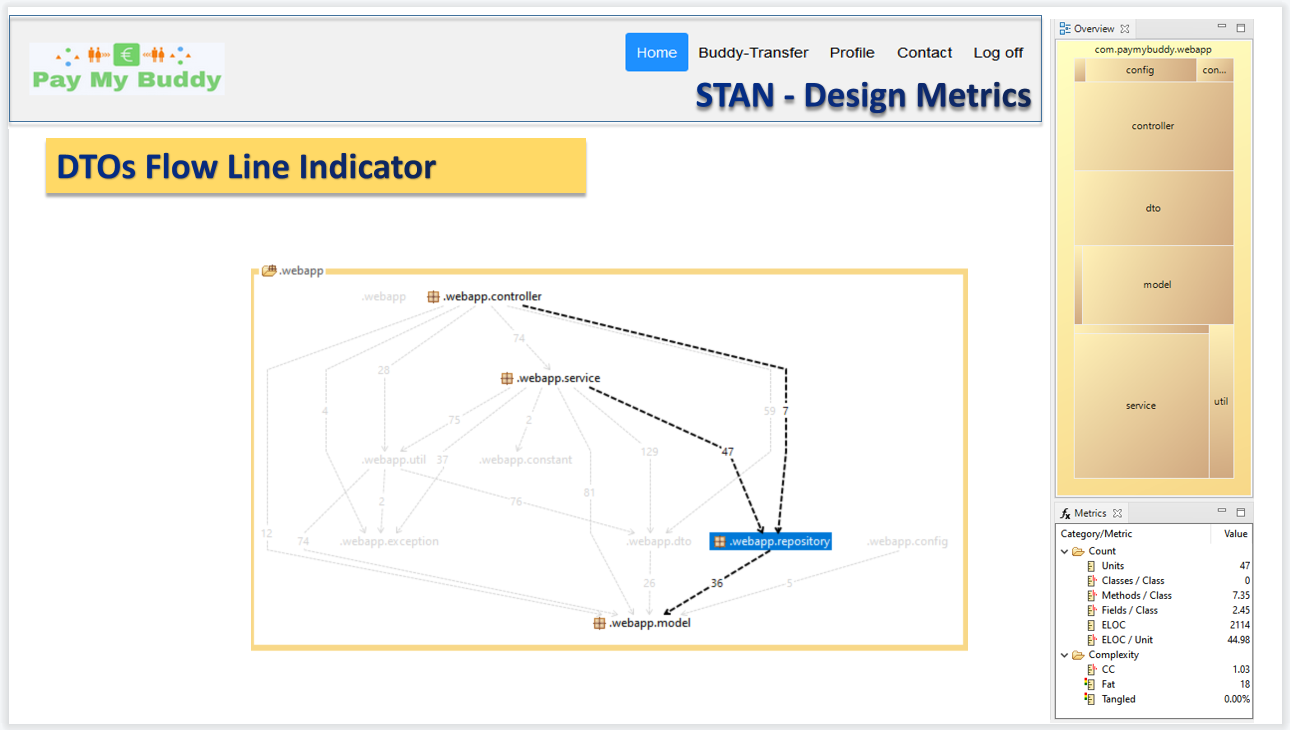 Pay My Buddy
Home Buddy-Transfer Profile Contact Log off
STAN - Design Metrics
DTOs Flow Line Indicator
.webapp
.webapp .webapp.controller
74
.webapp.service
28
4
75
2
59 7
.webapp.util 37 .webapp.constant 129 47
2
76
81
12
74 .webapp.exception .webapp.dto .webapp.repository .webapp.config
26 36 5
.webapp.model
Overview
com.paymybuddy.webapp
config con...
controller
dto
model
service util
Metrics
Category/Metric Value
Count
Units 47
Classes / Class 0
Methods / Class 7.35
Fields / Class 2.45
ELOC 2114
ELOC / Unit 44.98
Complexity
CC 1.03
Fat 18
Tangled 0.00%